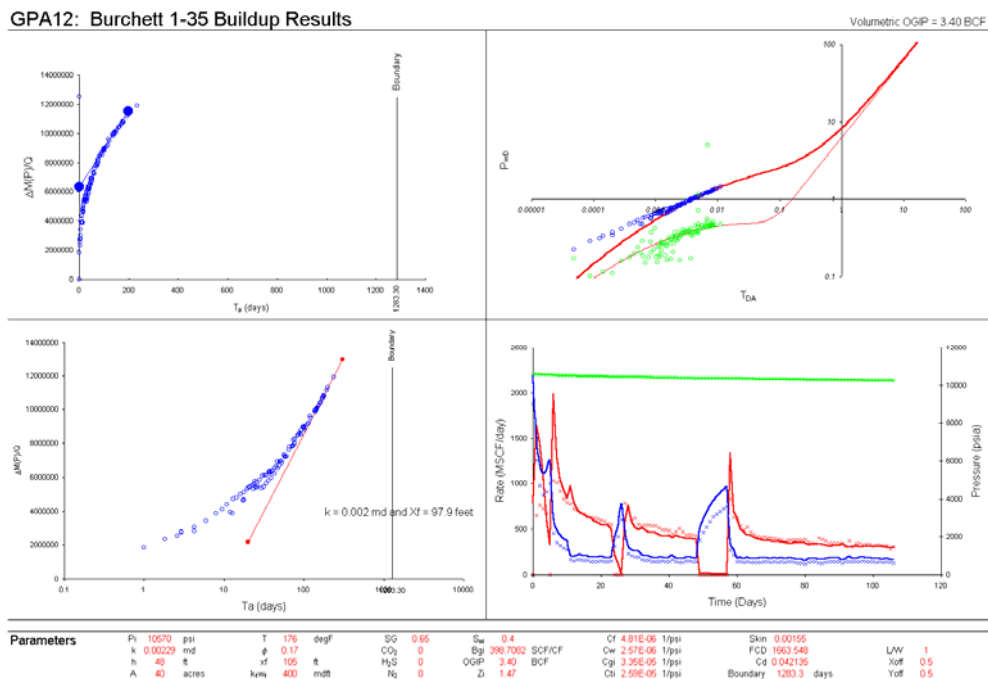 GPA12: Burchett 1-35 Buildup Results
Volumetric OGIP = 3.40 BCF
14000000
12000000
10000000
8000000
6000000
4000000
2000000
0
ΔM(P)/Q
0 200 400 600 800 1000 1200 1400
Ta (days)
Boundary
1283.30
100
10
1
0.1
PwD
0.00001 0.0001 0.001 0.01 0.1 1 10 100
TDA
14000000
12000000
10000000
8000000
6000000
4000000
2000000
0
ΔM(P)/Q
0.1 1 10 100 1000 10000
Ta (days)
Boundary
1283.30
k = 0.002 md and Xf = 97.9 feet
2500
2000
1500
1000
500
0
Rate (MSCF/day)
12000
10000
8000
6000
4000
2000
0
Pressure (psia)
0 20 40 60 80 100 120
Time (Days)
Parameters
Pi 10570 psi T 176 degF SG 0.65 Swi 0.4 Cf 4.81E-06 1/psi Skin 0.00155
k 0.00229 md ϕ 0.17 CO2 0 Bgi 398.7082 SCF/CF Cw 2.57E-06 1/psi FCD 1663.548 L/W 1
h 48 ft xf 105 ft H2S 0 OGIP 3.40 BCF Cgi 3.35E-05 1/psi Cd 0.042135 Xoff 0.5
A 40 acres kfwf 400 mdft N2 0 Zi 1.47 Cti 2.59E-05 1/psi Boundary 1283.3 days Yoff 0.5